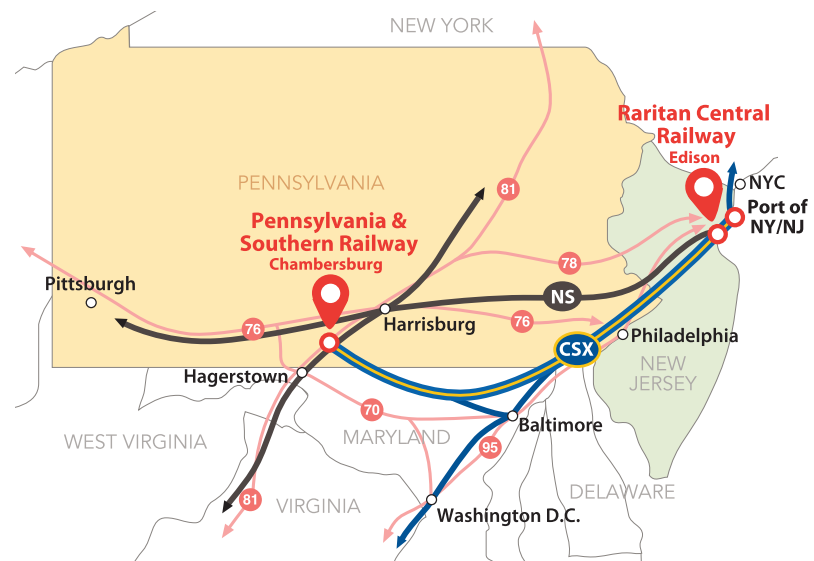 NEW YORK
Raritan Central
Railway
Edison
NYC
Port of
NY/NJ
81
PENNSYLVANIA
Pennsylvania &
Southern Railway
Chambersburg
78
Pittsburgh
NS
76
Harrisburg
76
Philadelphia
CSX
Hagerstown
NEW
JERSEY
70
Baltimore
WEST VIRGINIA
MARYLAND
95
81
VIRGINIA
DELAWARE
Washington D.C.